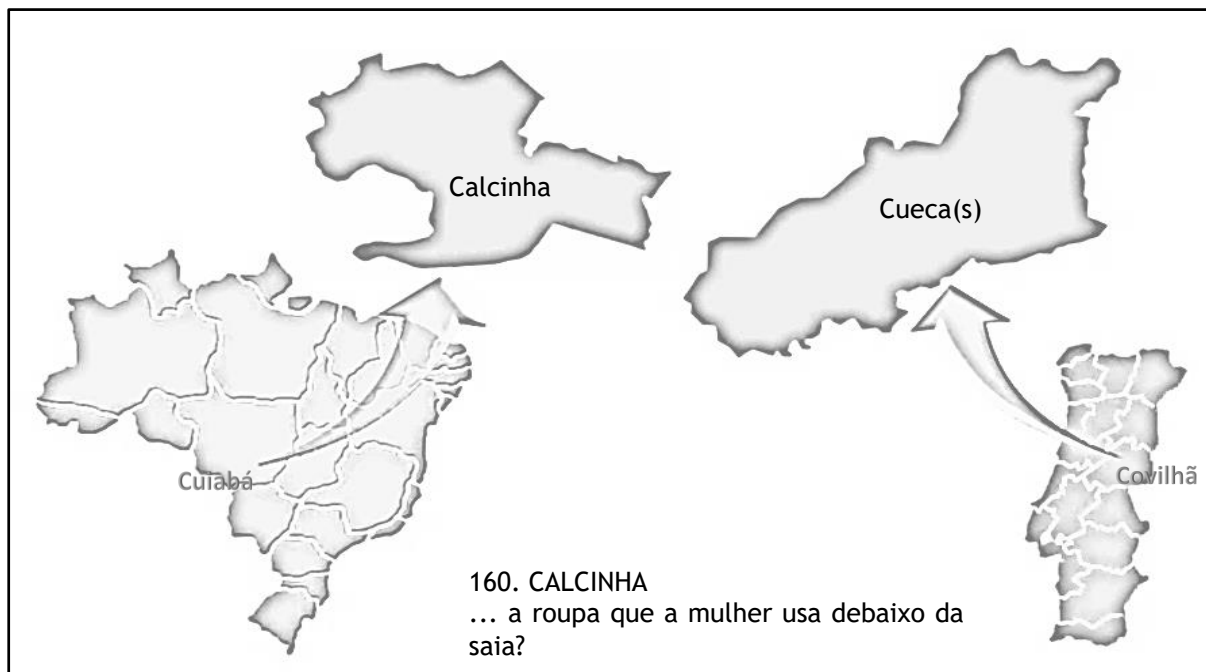 Calcinha
Cueca(s)
Cuiabá
Covilhã
160. CALCINHA
... a roupa que a mulher usa debaixo da
saia?